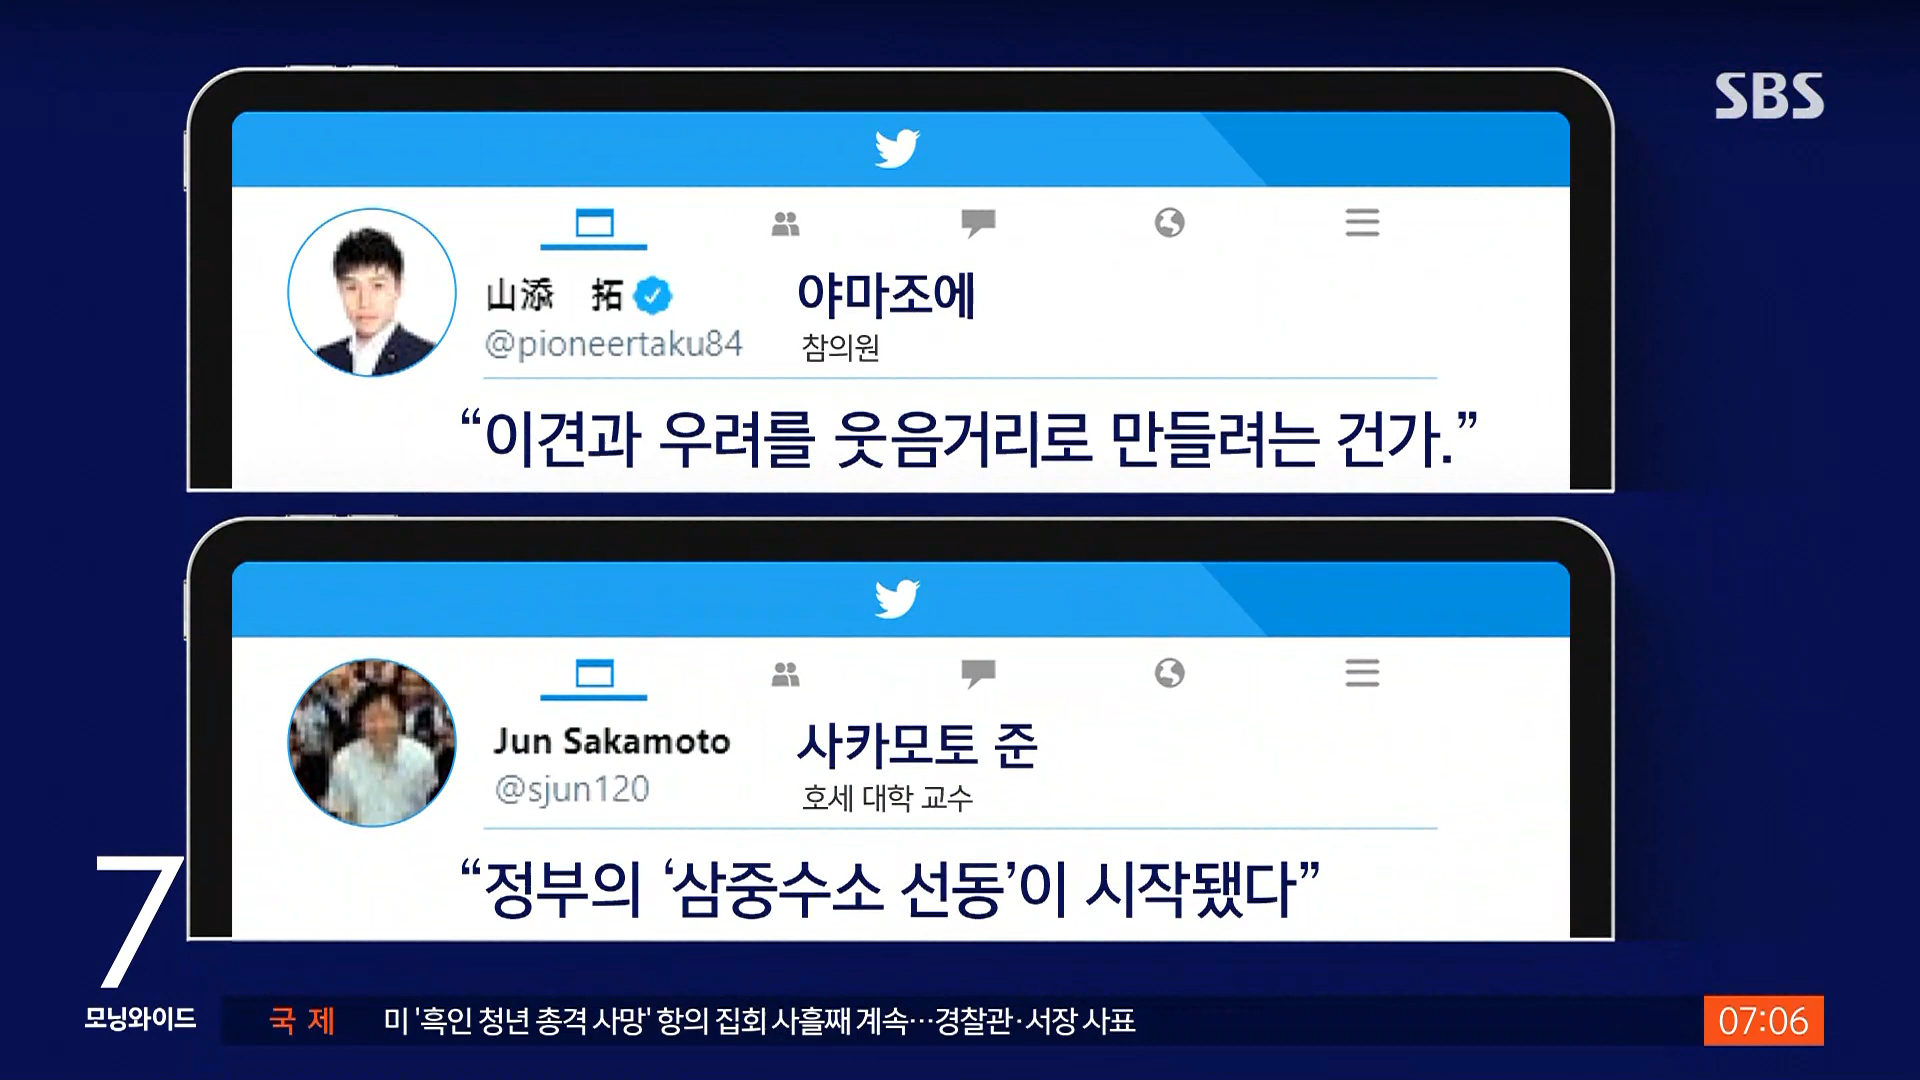 SBS
山添 拓
@pioneertaku84
야마조에
참의원
“이견과 우려를 웃음거리로 만들려는 건가.”
Jun Sakamoto
@sjun120
사카모토 준
호세 대학 교수
“정부의 ‘삼중수소 선동’이 시작됐다”
7
모닝와이드
국 제
미 '흑인 청년 총격 사망' 항의 집회 사흘째 계속…경찰관·서장 사표
07:06